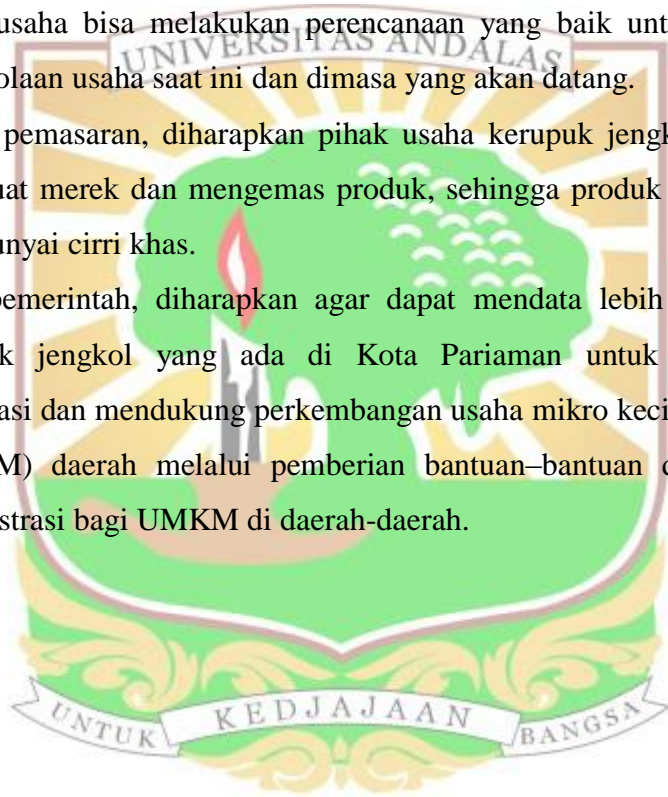 usaha bisa melakukan perencanaan yang baik unt
UNIVERSITAS ANDALAS
olaan usaha saat ini dan dimasa yang akan datang.
pemasaran, diharapkan pihak usaha kerupuk jengk
uat merek dan mengemas produk, sehingga produk
unyai cirri khas.
pemerintah, diharapkan agar dapat mendata lebih
k jengkol yang ada di Kota Pariaman untuk
asi dan mendukung perkembangan usaha mikro keci
M) daerah melalui pemberian bantuan–bantuan d
strasi bagi UMKM di daerah-daerah.
UNTUK KEDJAJAAN BANGSA